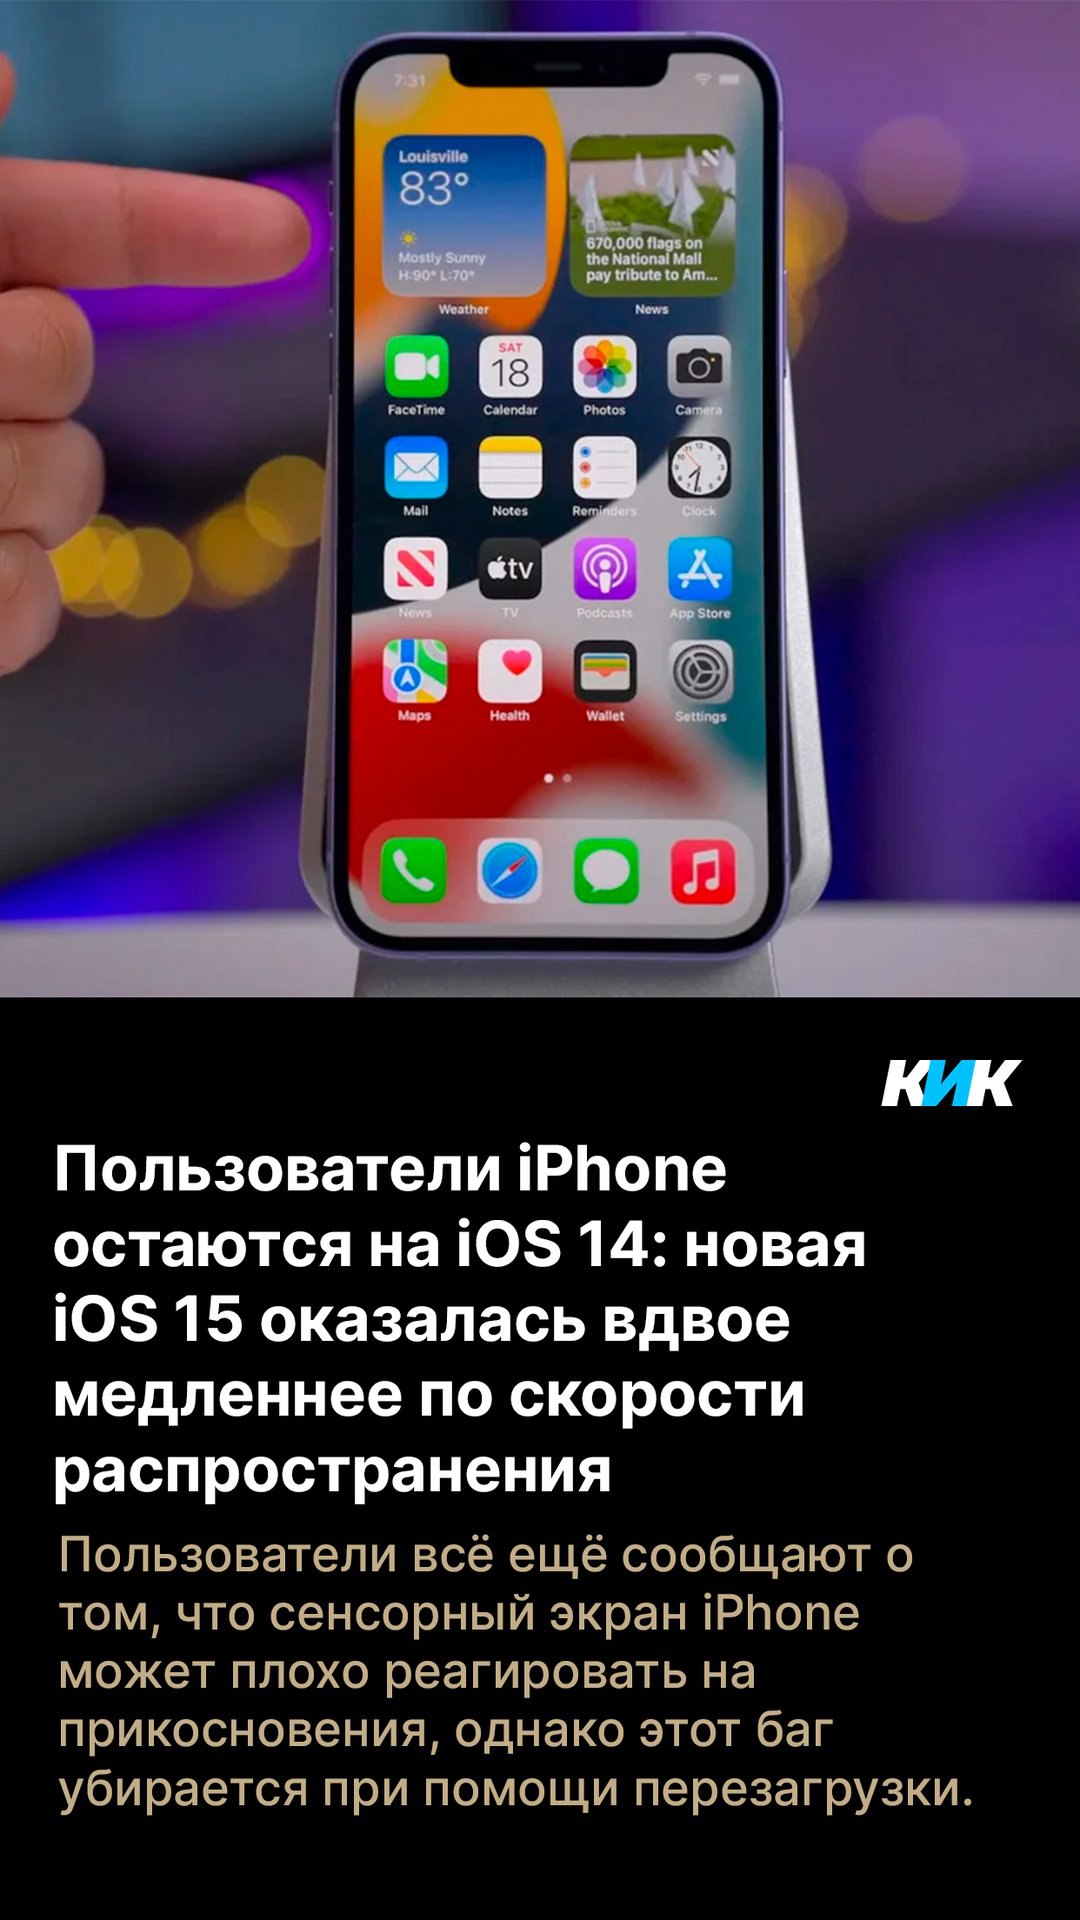 7:31
Louisville
83°
Mostly Sunny
H:90° L:70°
Weather
670,000 flags on
the National Mall
pay tribute to Am...
News
FaceTime
SAT
18
Calendar
Photos
Camera
Mail
Notes
Reminders
Clock
News
tv
TV
Podcasts
App Store
Maps
Health
Wallet
Settings
КИК
Пользователи iPhone
остаются на iOS 14: новая
iOS 15 оказалась вдвое
медленнее по скорости
распространения
Пользователи всё ещё сообщают о
том, что сенсорный экран iPhone
может плохо реагировать на
прикосновения, однако этот баг
убирается при помощи перезагрузки.